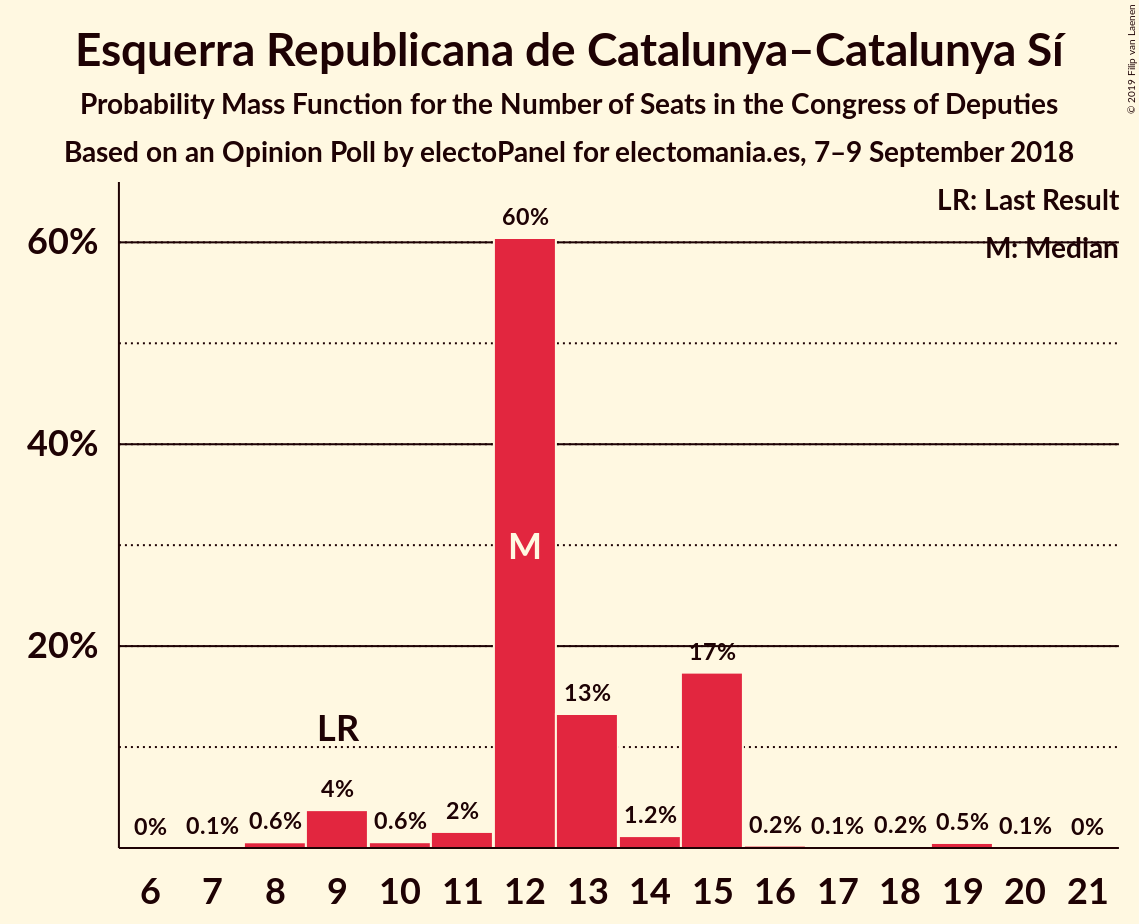 Esquerra Republicana de Catalunya–Catalunya Sí
Probability Mass Function for the Number of Seats in the Congress of Deputies
Based on an Opinion Poll by electoPanel for electomania.es, 7–9 September 2018
© 2019 Filip van Laenen
LR: Last Result
M: Median
60%
40%
20%
0% 0.1% 0.6% 4% 0.6% 2% 60% 13% 1.2% 17% 0.2% 0.1% 0.2% 0.5% 0.1% 0%
LR
M
6 7 8 9 10 11 12 13 14 15 16 17 18 19 20 21